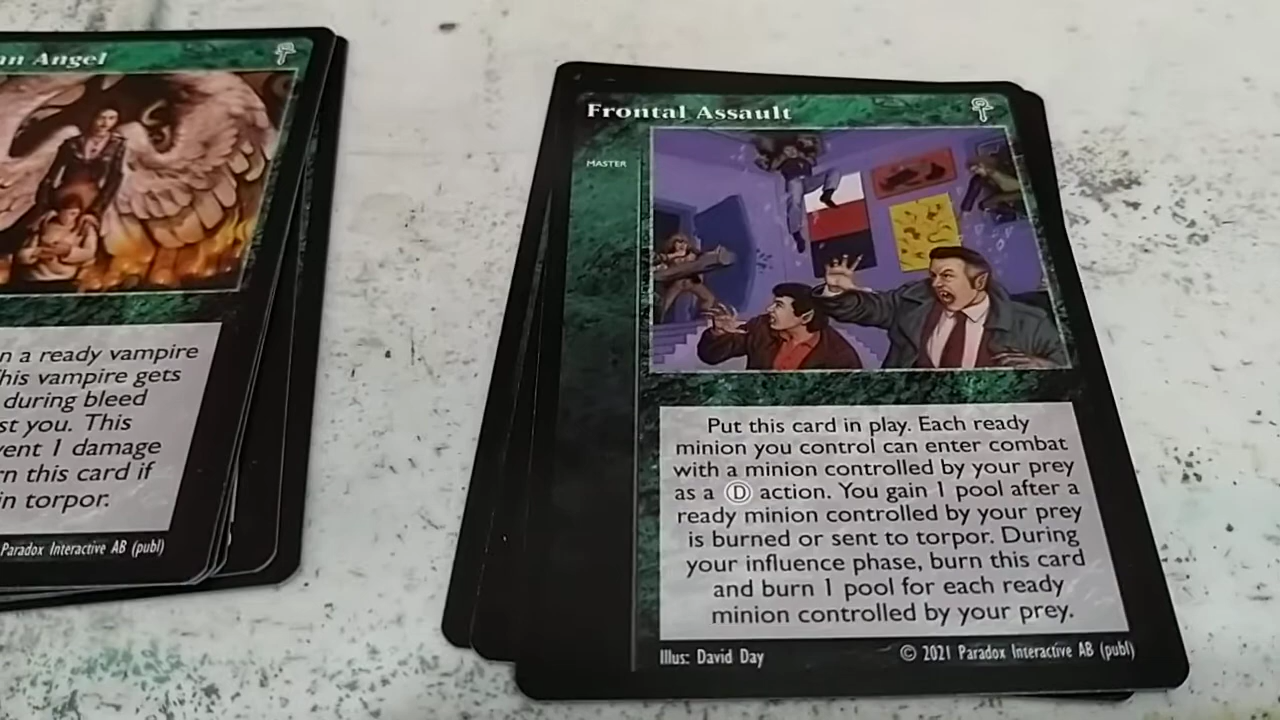 an Angel
n a ready vampire
his vampire gets
during bleed
st you. This
vent 1 damage
rn this card if
in torpor.
Paradox Interactive AB (publ)
Frontal Assault
MASTER
Put this card in play. Each ready
minion you control can enter combat
with a minion controlled by your prey
as a Ⓓ action. You gain 1 pool after a
ready minion controlled by your prey
is burned or sent to torpor. During
your influence phase, burn this card
and burn 1 pool for each ready
minion controlled by your prey.
Illus: David Day
© 2021 Paradox Interactive AB (publ)